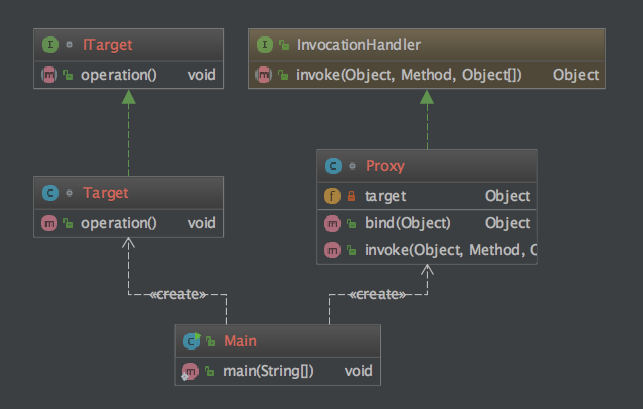 ITarget
operation() void
InvocationHandler
invoke(Object, Method, Object[]) Object
Target
operation() void
Proxy
target Object
bind(Object) Object
invoke(Object, Method, O
«create»
«create»
Main
main(String[]) void